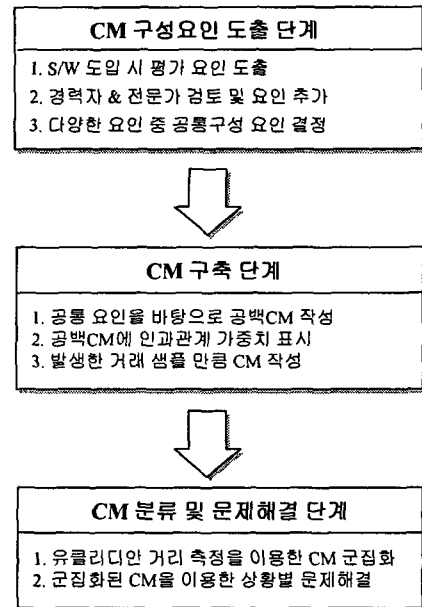 CM 구성요인 도출 단계
1. S/W 도입 시 평가 요인 도출
2. 경력자 & 전문가 검토 및 요인 추가
3. 다양한 요인 중 공통구성 요인 결정
CM 구축 단계
1. 공통 요인을 바탕으로 공백CM 작성
2. 공백CM에 인과관계 가중치 표시
3. 발생한 거래 샘플 만큼 CM 작성
CM 분류 및 문제해결 단계
1. 유클리디안 거리 측정을 이용한 CM 군집화
2. 군집화된 CM을 이용한 상황별 문제해결